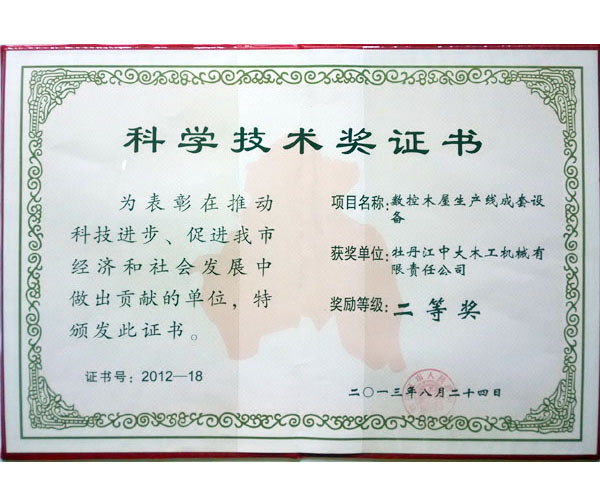 科学技术奖证书
为表彰在推动
科技进步、促进我市
经济和社会发展中
做出贡献的单位，特
颁发此证书。
证书号：2012—18
项目名称：数控木屋生产线成套设
备
获奖单位：牡丹江中大木工机械有
限责任公司
奖励等级：二等奖
二〇一三年八月二十四日